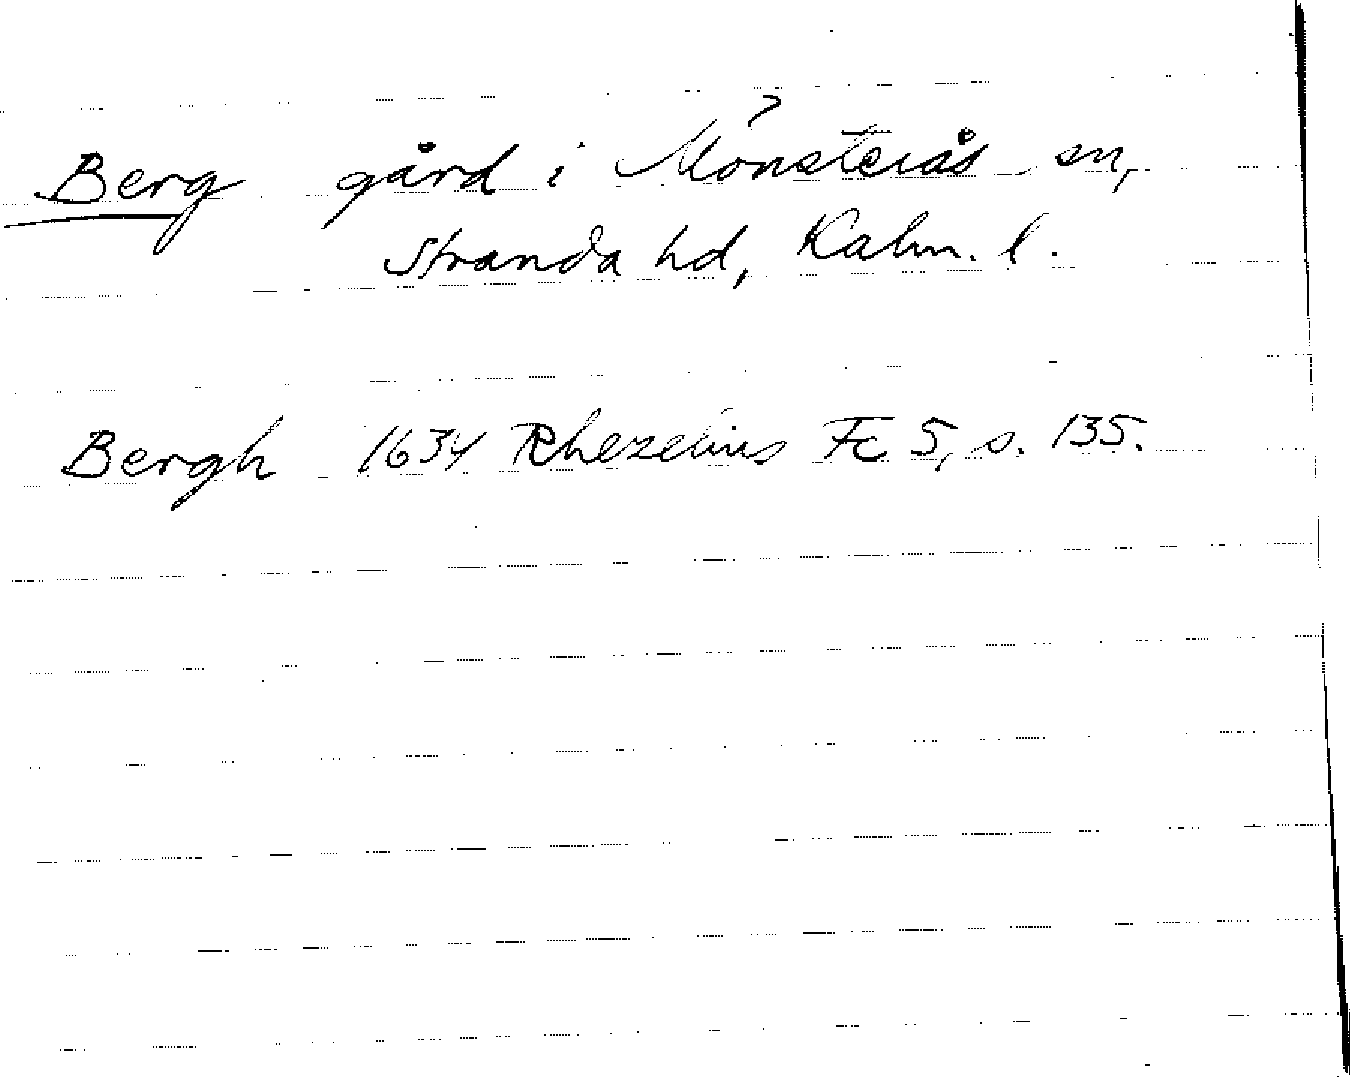 Berg gård i Mönsterås sn,
Stranda hd, Kalm. l.
Bergh 1634 Rhezelius Fc 5, s. 135.